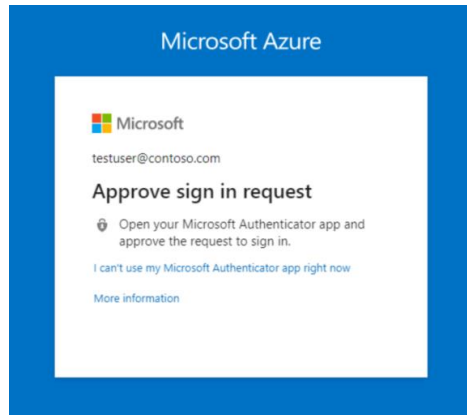 Microsoft Azure
Microsoft
testuser@contoso.com
Approve sign in request
Open your Microsoft Authenticator app and
approve the request to sign in.
I can't use my Microsoft Authenticator app right now
More information